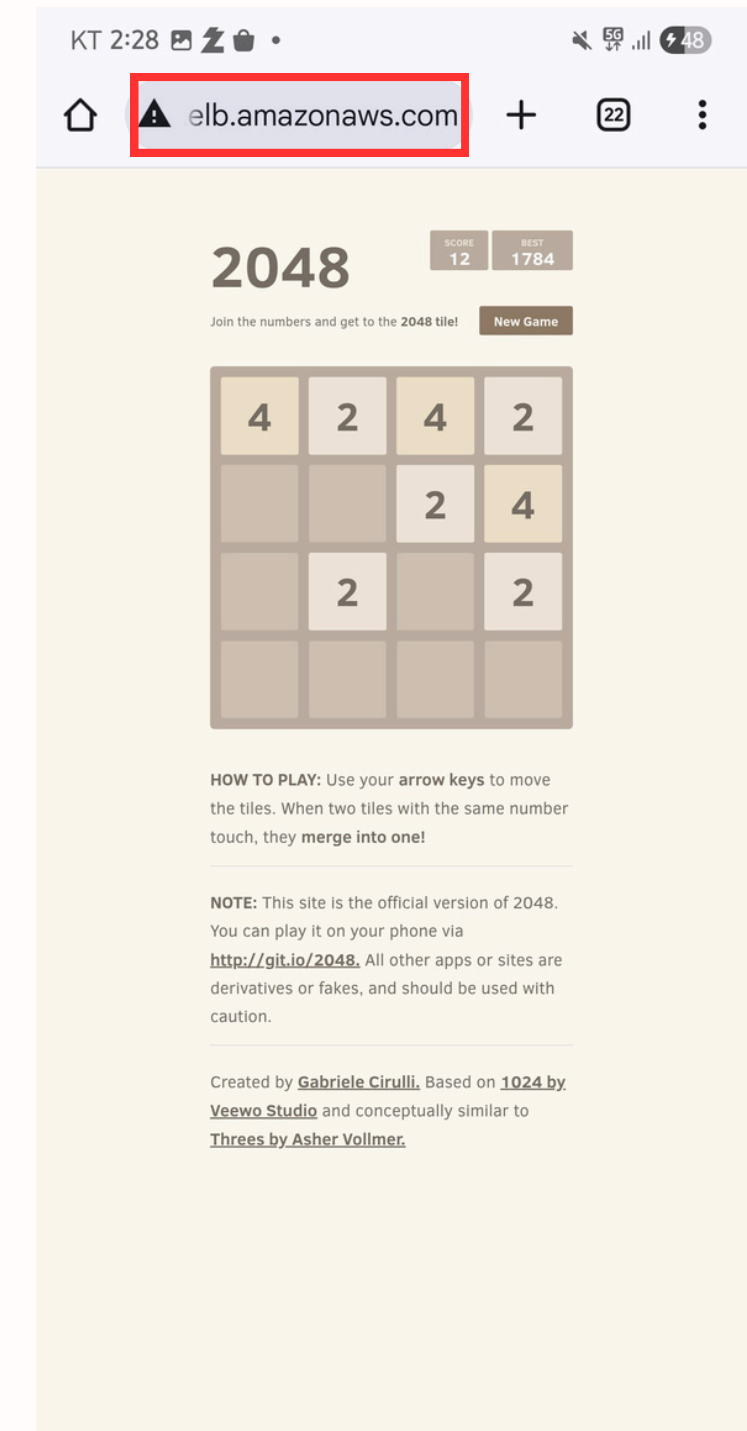 KT 2:28 5G 48
elb.amazonaws.com 22
2048
SCORE
12
BEST
1784
Join the numbers and get to the 2048 tile! New Game
4 2 4 2
2 4
2 2
HOW TO PLAY: Use your arrow keys to move
the tiles. When two tiles with the same number
touch, they merge into one!
NOTE: This site is the official version of 2048.
You can play it on your phone via
http://git.io/2048. All other apps or sites are
derivatives or fakes, and should be used with
caution.
Created by Gabriele Cirulli. Based on 1024 by
Veewo Studio and conceptually similar to
Threes by Asher Vollmer.